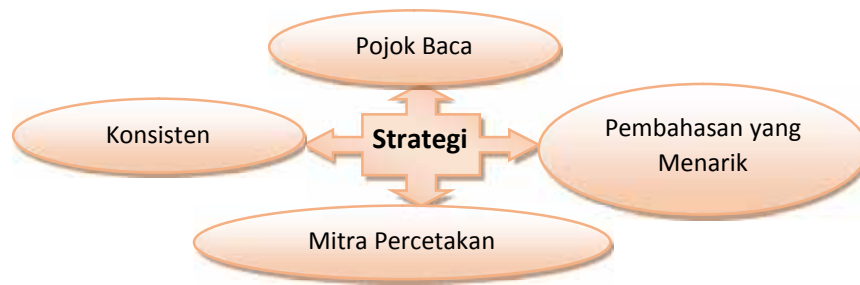 Pojok Baca
Konsisten
Strategi
Pembahasan yang
Menarik
Mitra Percetakan